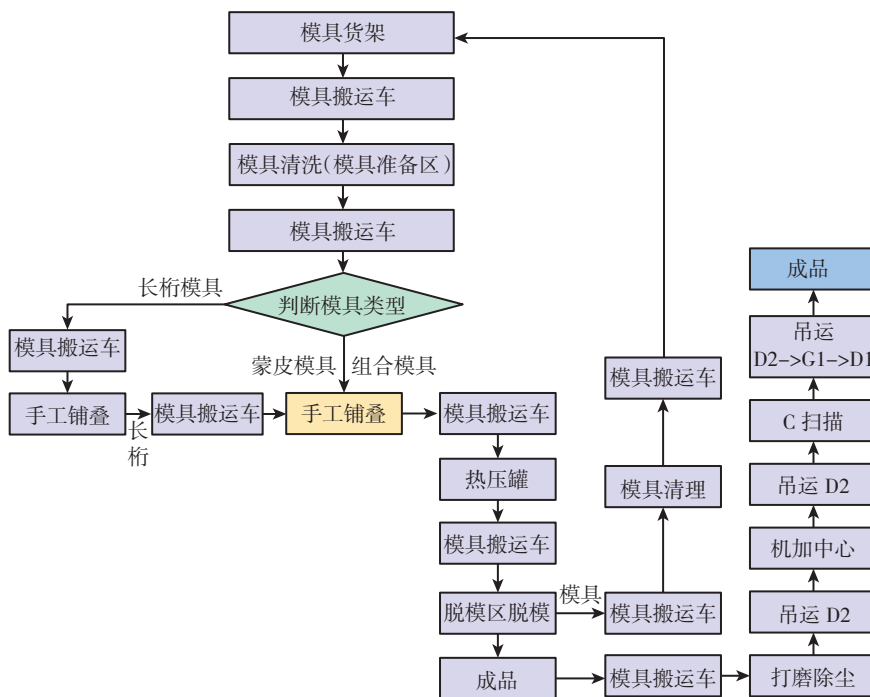 模具货架
模具搬运车
模具清洗(模具准备区)
模具搬运车
判断模具类型
长桁模具
模具搬运车
手工铺叠
长
桁
模具搬运车
蒙皮模具
组合模具
手工铺叠
模具搬运车
热压罐
模具搬运车
脱模区脱模
模具
模具搬运车
模具清理
模具搬运车
成品
模具搬运车
打磨除尘
吊运 D2
机加中心
吊运 D2
C 扫描
吊运
D2->G1->D1
成品